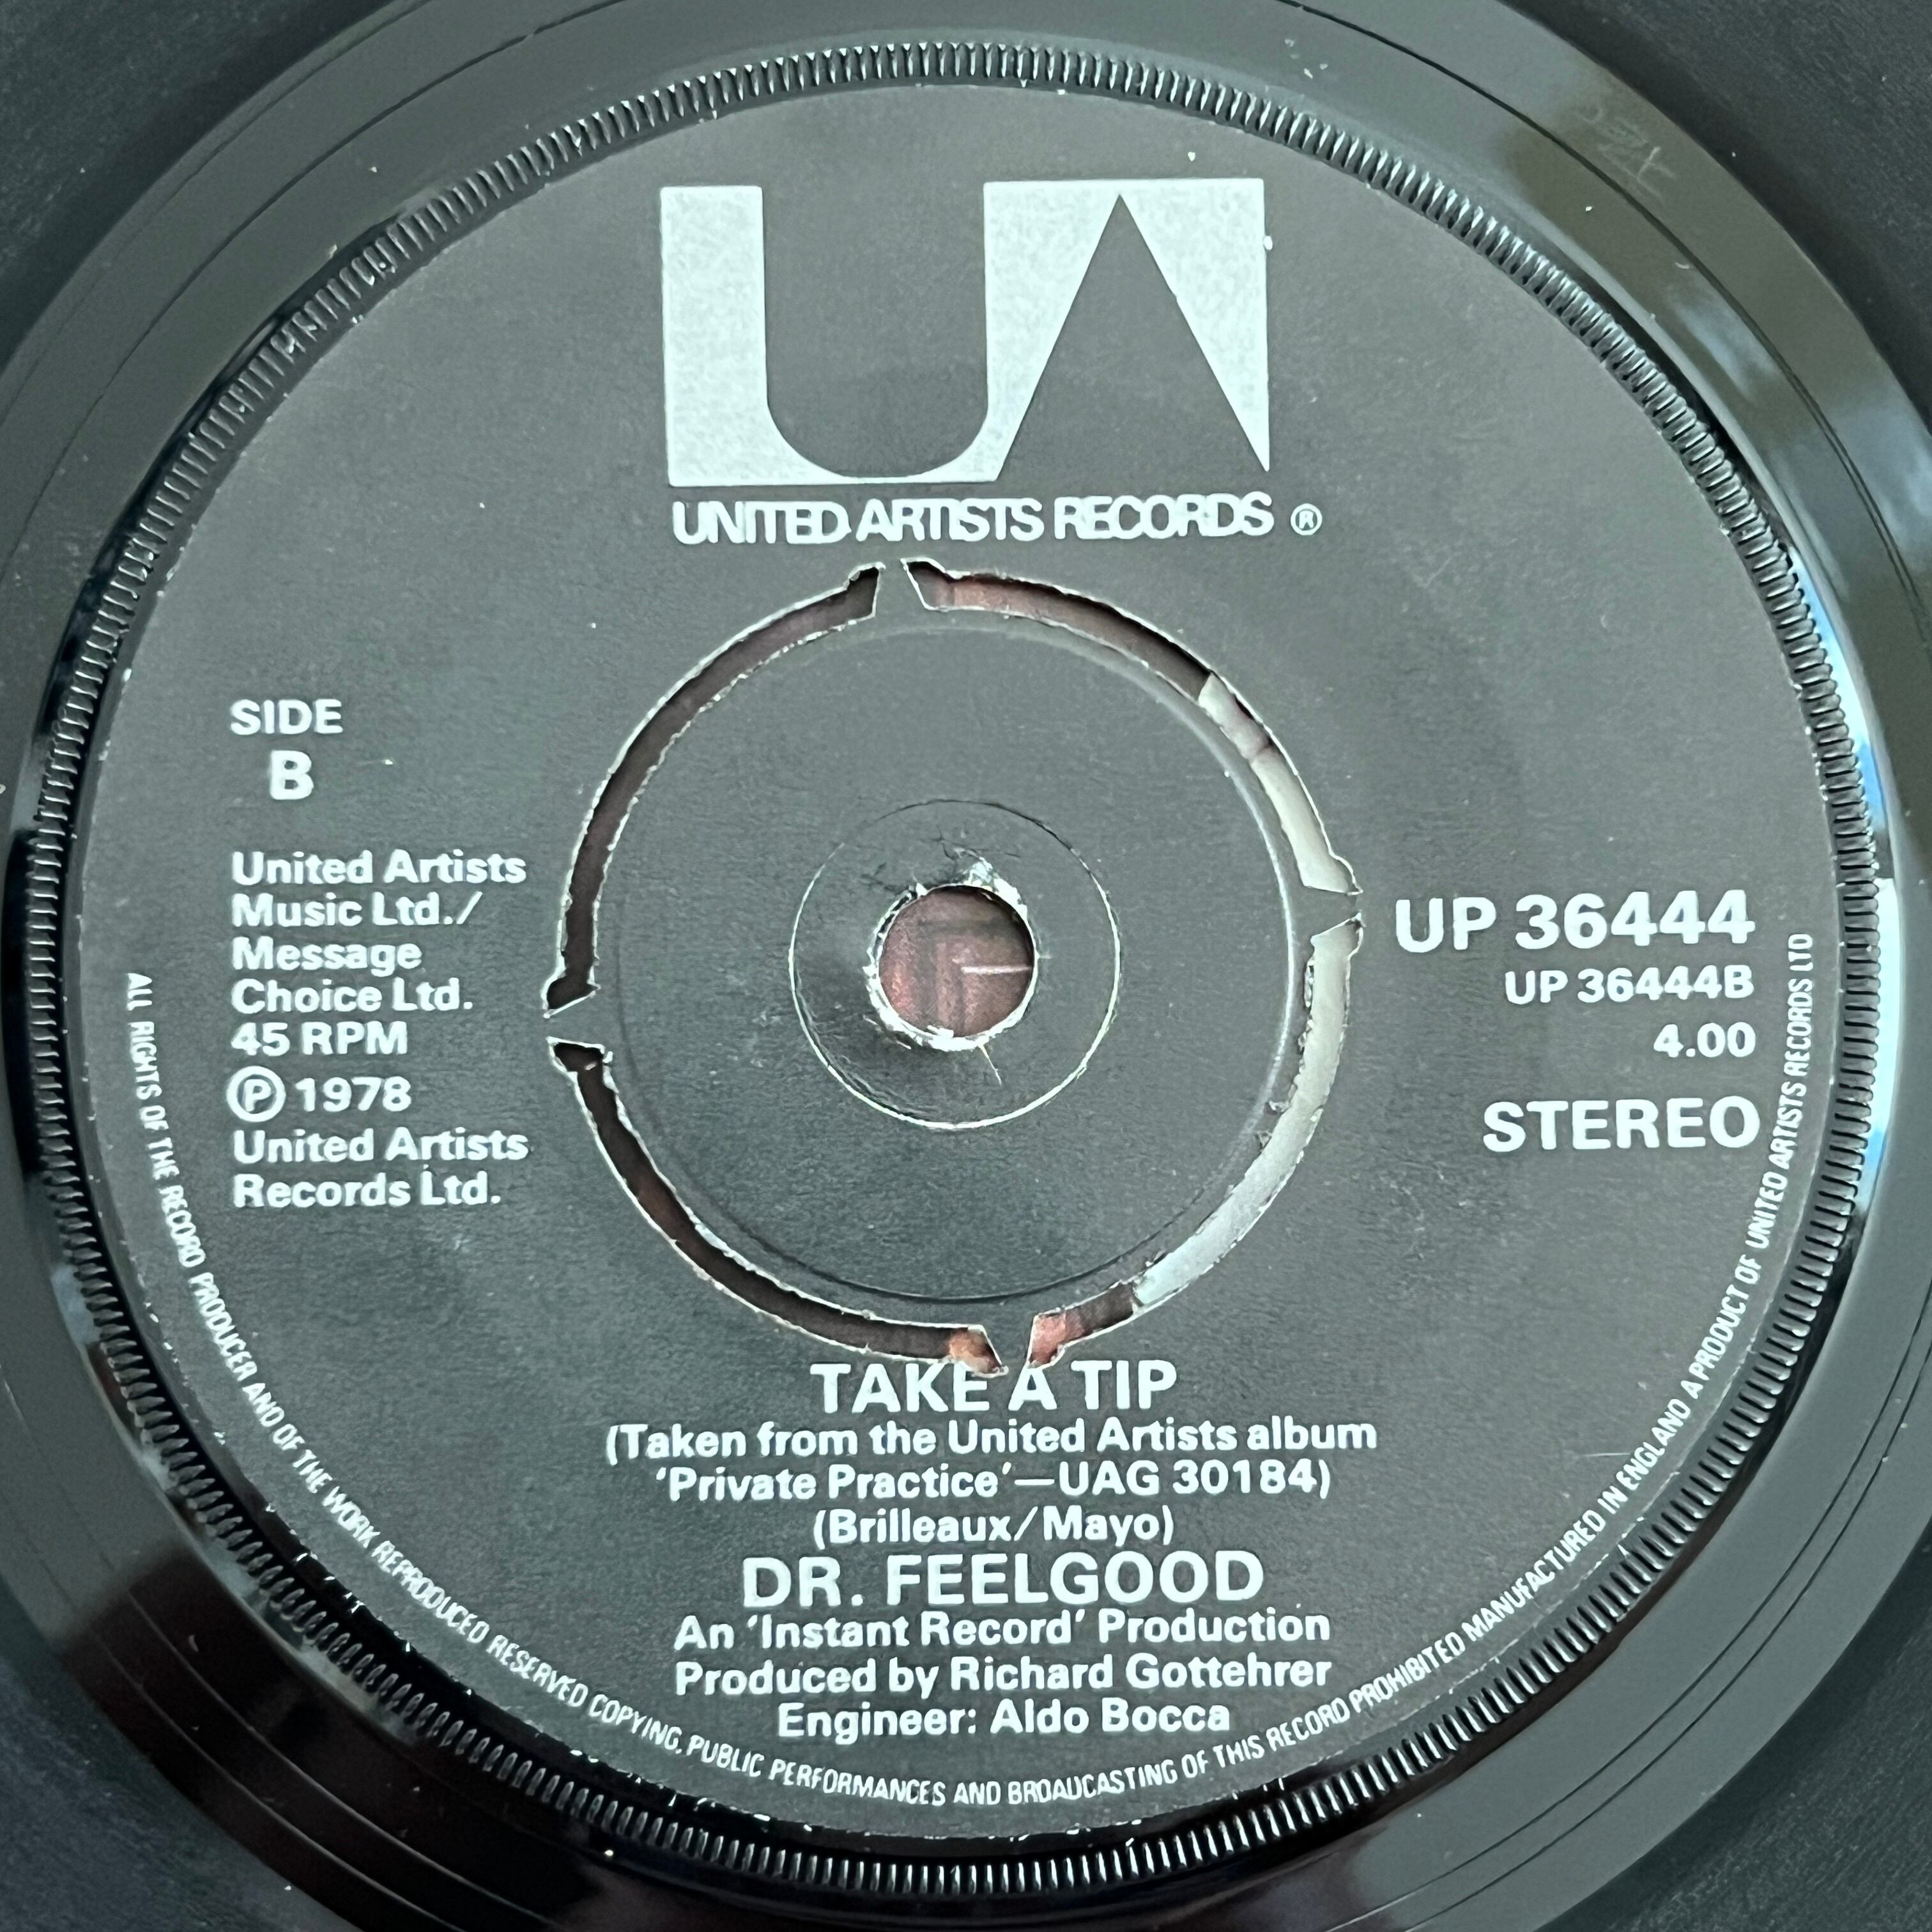 UA
UNITED ARTISTS RECORDS ®
SIDE
B
United Artists
Music Ltd./
Message
Choice Ltd.
45 RPM
Ⓟ 1978
United Artists
Records Ltd.
UP 36444
UP 36444B
4.00
STEREO
TAKE A TIP
(Taken from the United Artists album
‘Private Practice’—UAG 30184)
(Brilleaux/Mayo)
DR. FEELGOOD
An ‘Instant Record’ Production
Produced by Richard Gottehrer
Engineer: Aldo Bocca
ALL RIGHTS OF THE RECORD PRODUCER AND OF THE WORK REPRODUCED RESERVED COPYING, PUBLIC PERFORMANCES AND BROADCASTING OF THIS RECORD PROHIBITED MANUFACTURED IN ENGLAND A PRODUCT OF UNITED ARTISTS RECORDS LTD